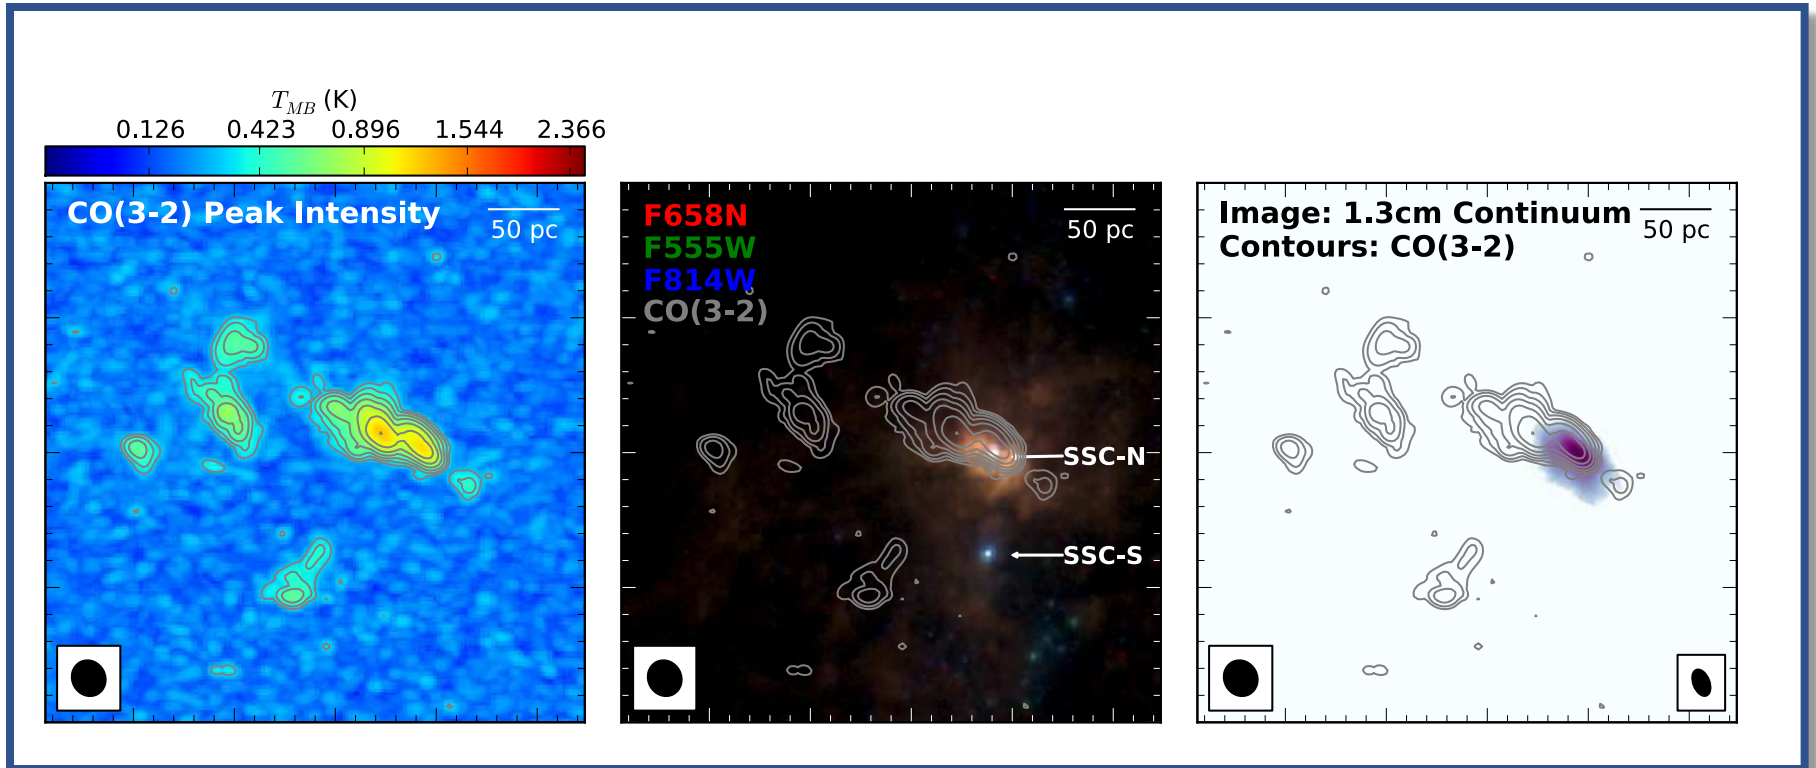 T_MB (K)
0.126 0.423 0.896 1.544 2.366
CO(3-2) Peak Intensity
50 pc
F658N
F555W
F814W
CO(3-2)
50 pc
SSC-N
SSC-S
Image: 1.3cm Continuum
Contours: CO(3-2)
50 pc